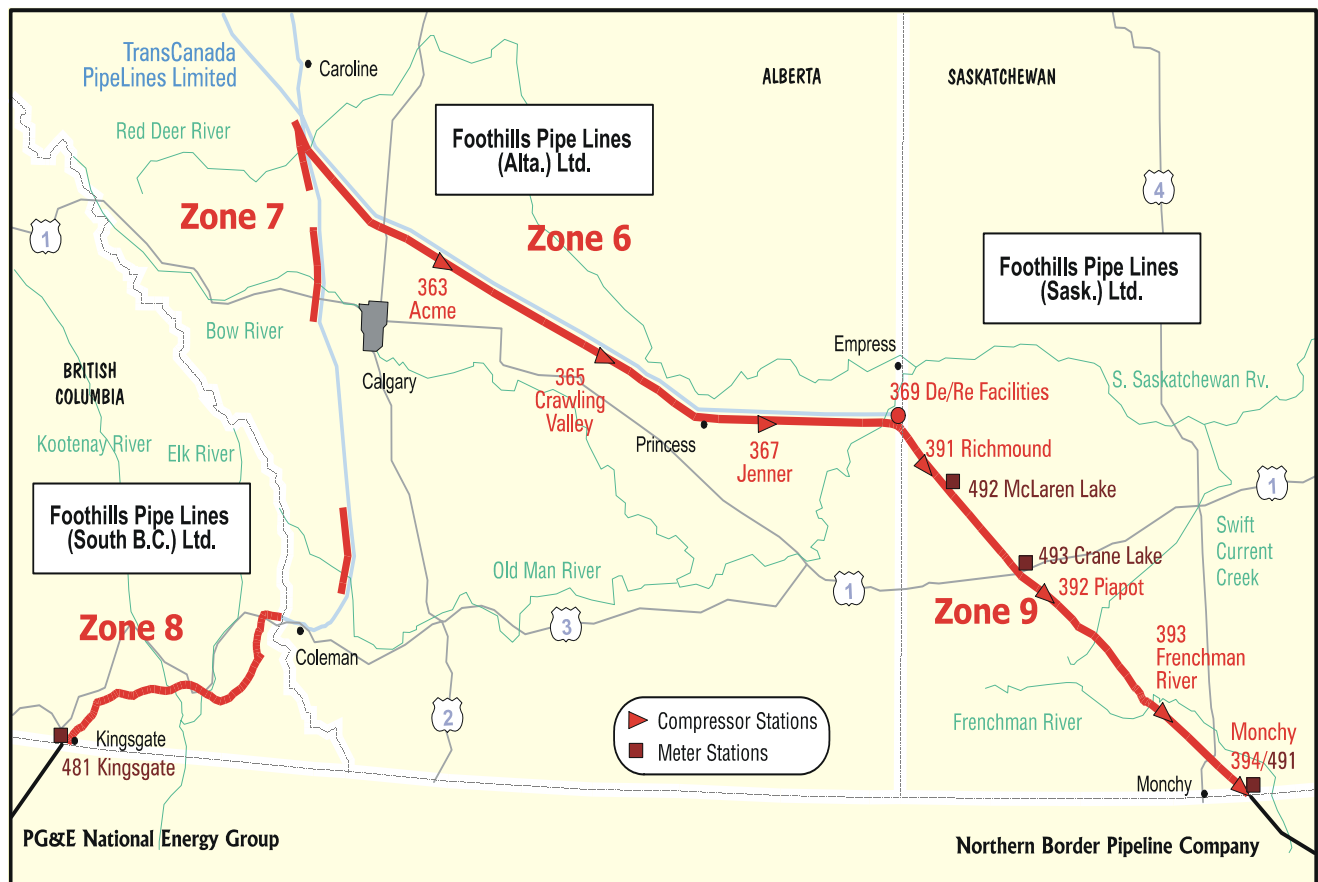 TransCanada
PipeLines Limited
Caroline
ALBERTA
SASKATCHEWAN
Red Deer River
Foothills Pipe Lines
(Alta.) Ltd.
Zone 7
Zone 6
1
4
Foothills Pipe Lines
(Sask.) Ltd.
363
Acme
Bow River
Calgary
Empress
BRITISH
COLUMBIA
365
Crawling
Valley
369 De/Re Facilities
S. Saskatchewan Rv.
Kootenay River
Elk River
Princess
367
Jenner
391 Richmound
492 McLaren Lake
1
Foothills Pipe Lines
(South B.C.) Ltd.
Swift
Current
Creek
493 Crane Lake
392 Piapot
Old Man River
1
3
Zone 9
Zone 8
Coleman
393
Frenchman
River
2
Frenchman River
Compressor Stations
Meter Stations
Kingsgate
481 Kingsgate
Monchy
394/491
Monchy
PG&E National Energy Group
Northern Border Pipeline Company